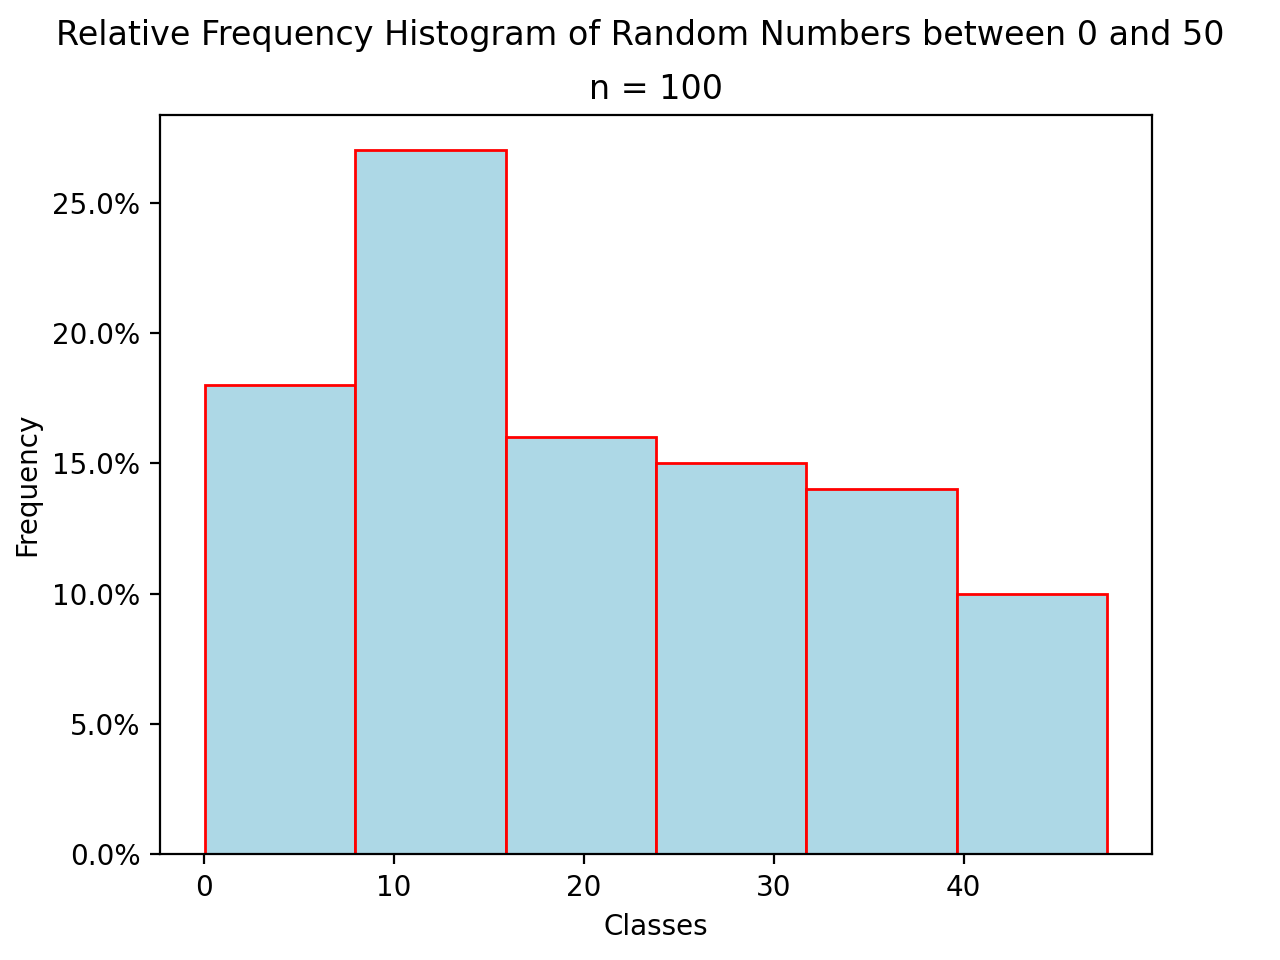 Relative Frequency Histogram of Random Numbers between 0 and 50
n = 100
25.0%
20.0%
15.0%
10.0%
5.0%
0.0%
Frequency
0 10 20 30 40
Classes